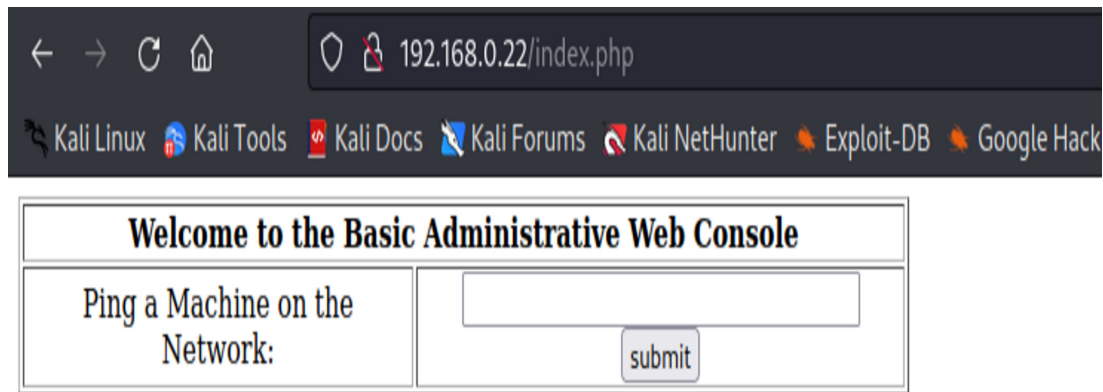 192.168.0.22/index.php
Kali Linux Kali Tools Kali Docs Kali Forums Kali NetHunter Exploit-DB Google Hack
Welcome to the Basic Administrative Web Console
Ping a Machine on the
Network:
submit